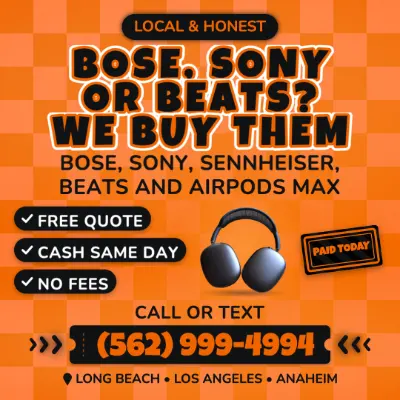 LOCAL & HONEST
BOSE, SONY
OR BEATS?
WE BUY THEM
BOSE, SONY, SENNHEISER,
BEATS AND AIRPODS MAX
FREE QUOTE
CASH SAME DAY
NO FEES
PAID TODAY
CALL OR TEXT
(562) 999-4994
LONG BEACH • LOS ANGELES • ANAHEIM